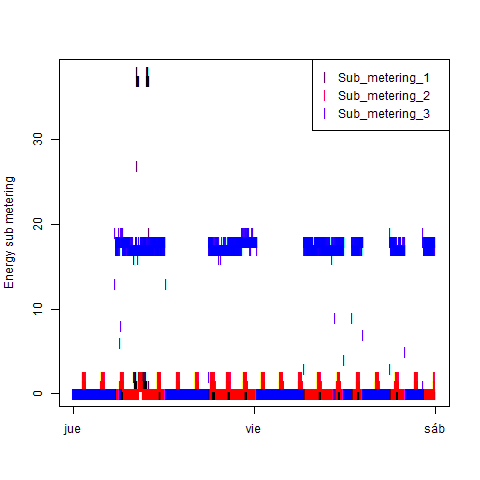 Sub_metering_1
Sub_metering_2
Sub_metering_3
Energy sub metering
30
20
10
0
jue vie sáb